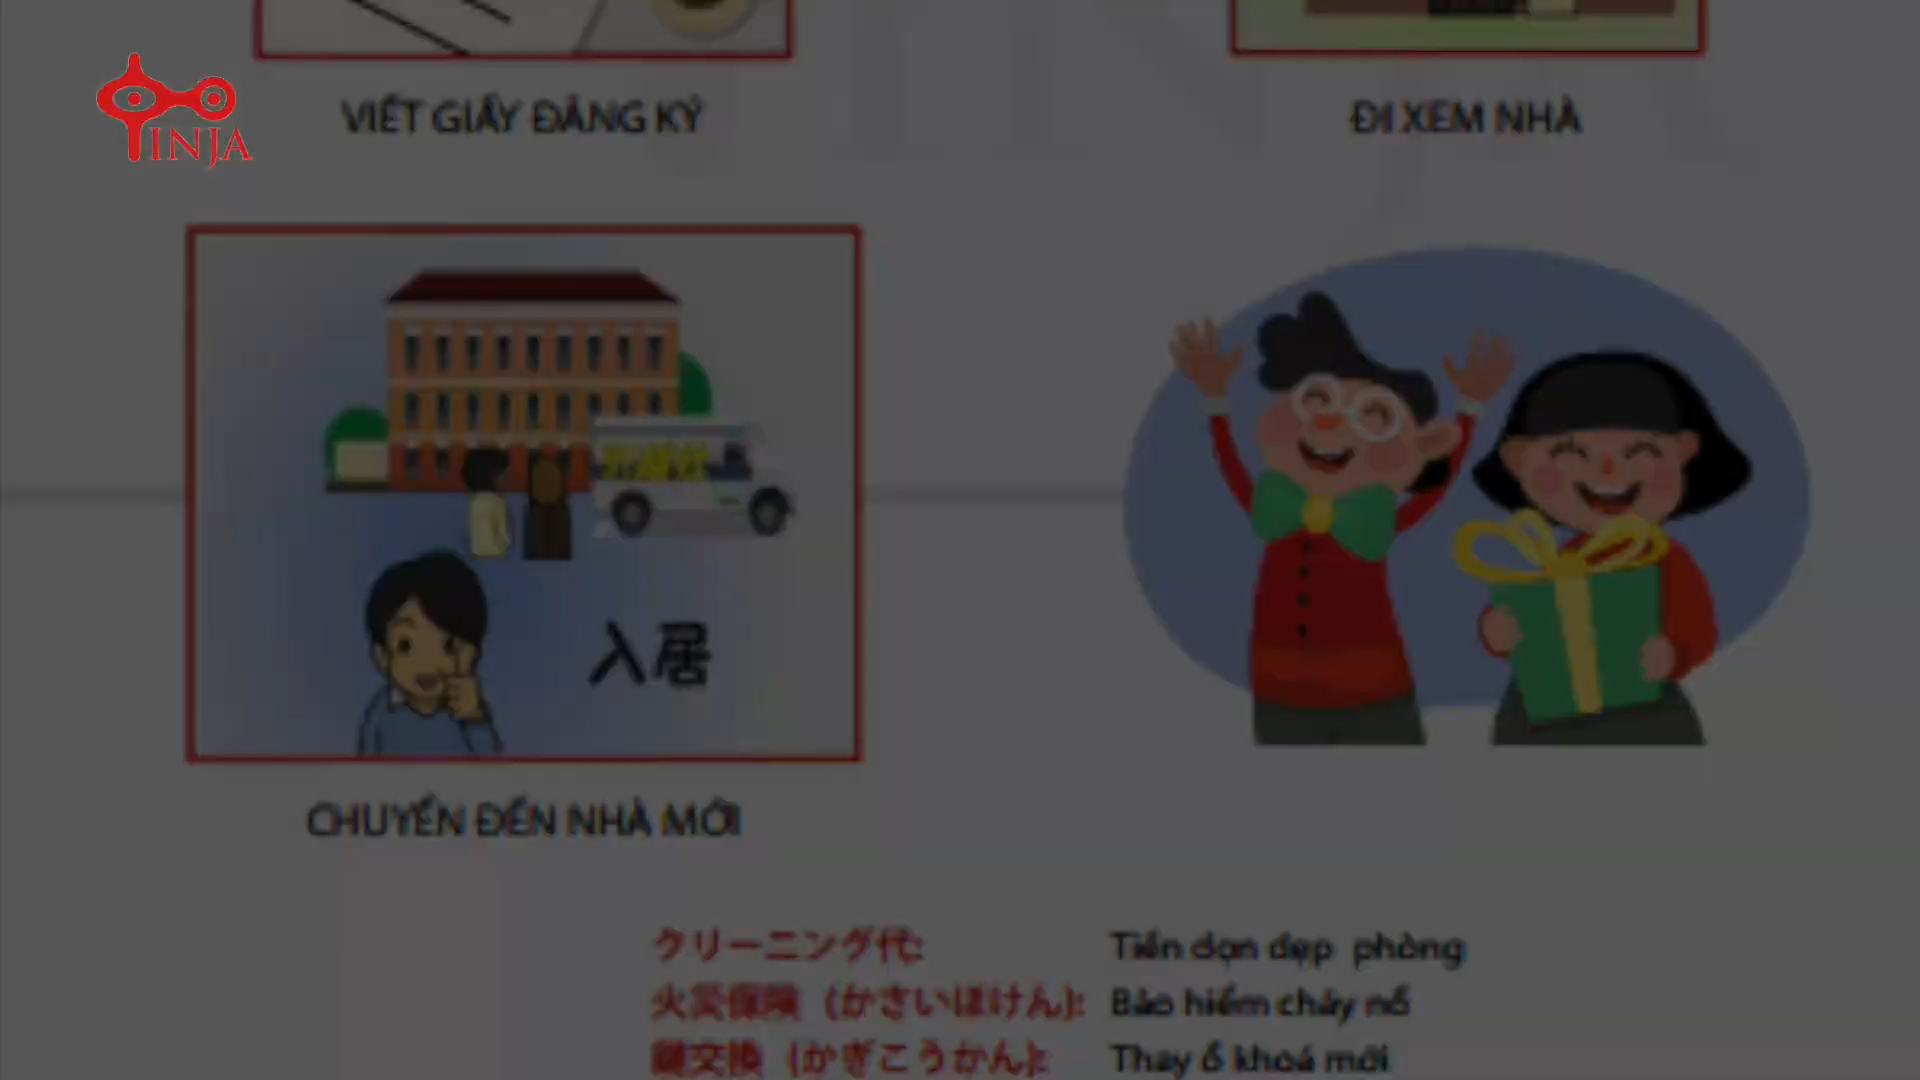 INJA
VIẾT GIẤY ĐĂNG KÝ
ĐI XEM NHÀ
入居
CHUYỂN ĐẾN NHÀ MỚI
クリーニング代: Tiền dọn dẹp phòng
火災保険 (かさいほけん): Bảo hiểm cháy nổ
鍵交換 (かぎこうかん): Thay ổ khoá mới